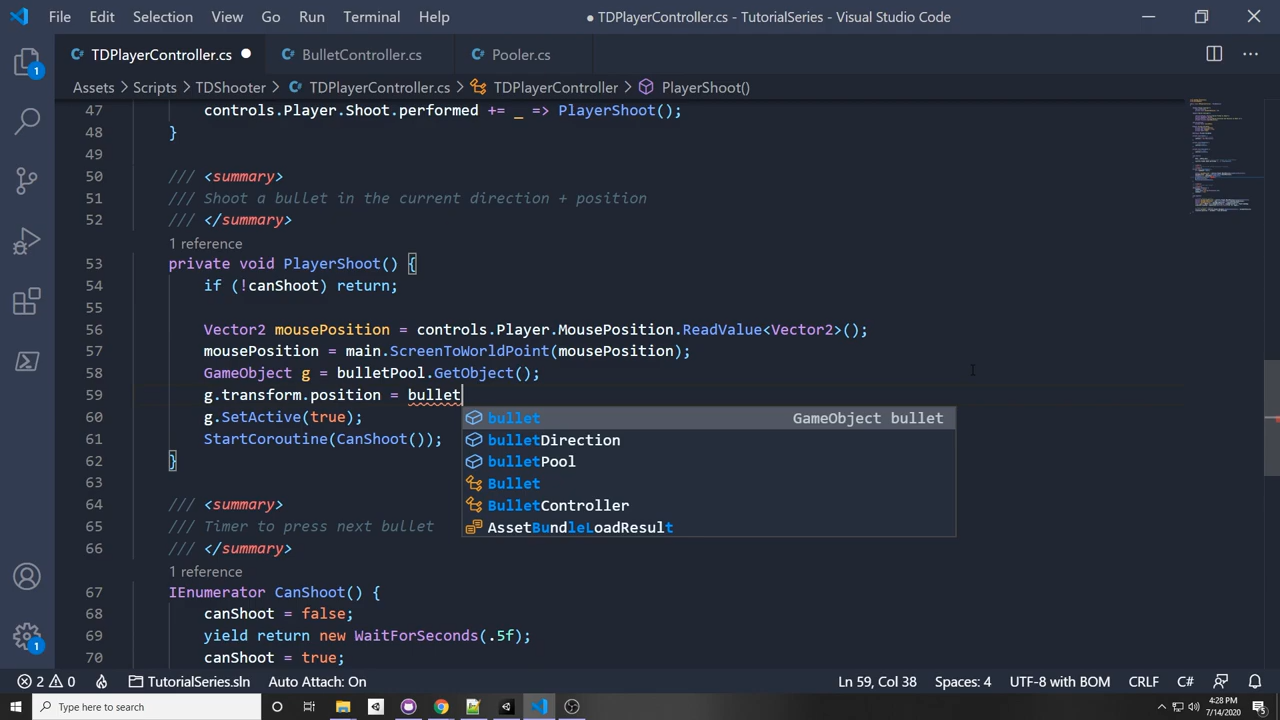 File Edit Selection View Go Run Terminal Help ● TDPlayerController.cs - TutorialSeries - Visual Studio Code
TDPlayerController.cs BulletController.cs Pooler.cs
Assets > Scripts > TDShooter > TDPlayerController.cs > TDPlayerController > PlayerShoot()
47 controls.Player.Shoot.performed += _ => PlayerShoot();
48 }
49
50 /// <summary>
51 /// Shoot a bullet in the current direction + position
52 /// </summary>
1 reference
53 private void PlayerShoot() {
54 if (!canShoot) return;
55
56 Vector2 mousePosition = controls.Player.MousePosition.ReadValue<Vector2>();
57 mousePosition = main.ScreenToWorldPoint(mousePosition);
58 GameObject g = bulletPool.GetObject();
59 g.transform.position = bullet
60 g.SetActive(true);
61 StartCoroutine(CanShoot());
62 }
63
64 /// <summary>
65 /// Timer to press next bullet
66 /// </summary>
1 reference
67 IEnumerator CanShoot() {
68 canShoot = false;
69 yield return new WaitForSeconds(.5f);
70 canShoot = true;
bullet GameObject bullet
bulletDirection
bulletPool
Bullet
BulletController
AssetBundleLoadResult
1
1
2 0 TutorialSeries.sln Auto Attach: On Ln 59, Col 38 Spaces: 4 UTF-8 with BOM CRLF C#
Type here to search
4:28 PM
7/14/2020